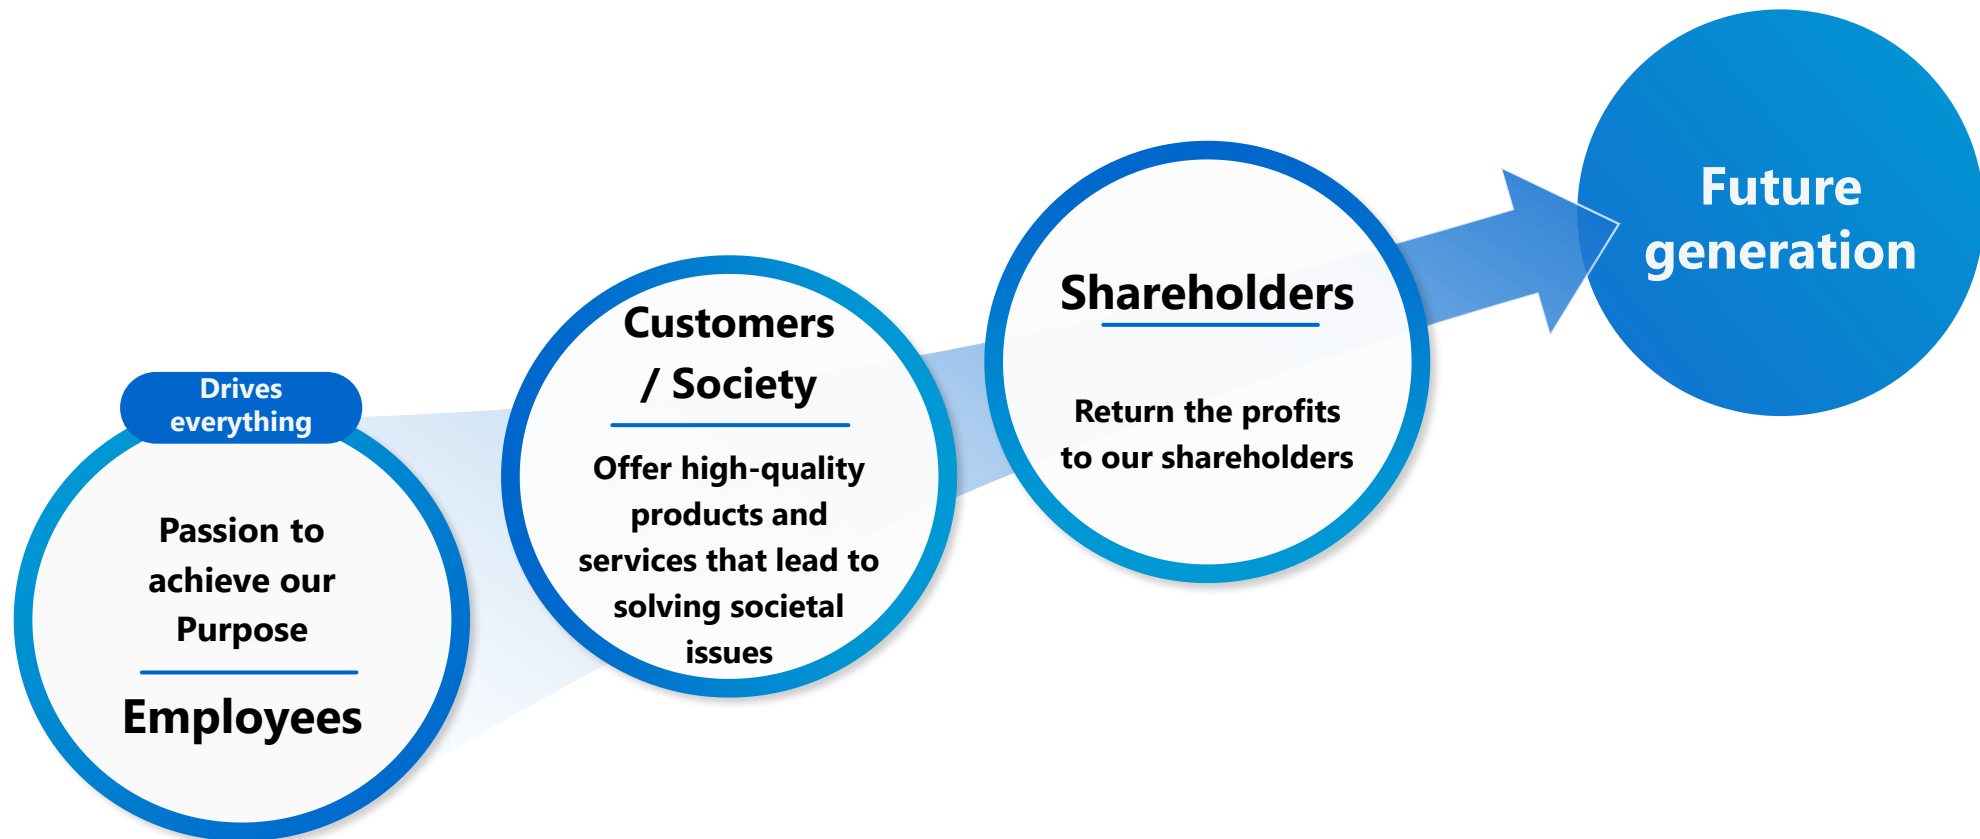 Drives
everything
Passion to
achieve our
Purpose
Employees
Customers
/ Society
Offer high-quality
products and
services that lead to
solving societal
issues
Shareholders
Return the profits
to our shareholders
Future
generation